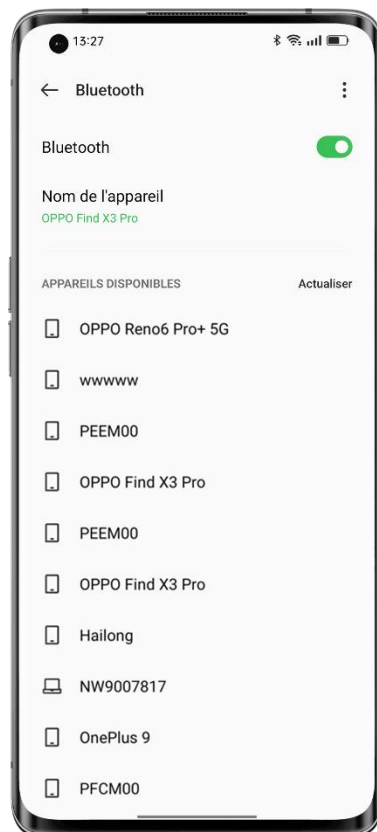 13:27
Bluetooth
Bluetooth
Nom de l'appareil
OPPO Find X3 Pro
APPAREILS DISPONIBLES Actualiser
OPPO Reno6 Pro+ 5G
wwwww
PEEM00
OPPO Find X3 Pro
PEEM00
OPPO Find X3 Pro
Hailong
NW9007817
OnePlus 9
PFCM00